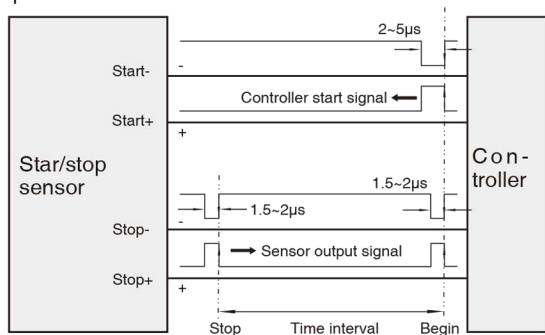 2~5µs
-
Start-
Controller start signal
Start+
+
Star/stop
sensor
Con-
troller
1.5~2µs
1.5~2µs
-
Stop-
Sensor output signal
Stop+
+
Stop Time interval Begin